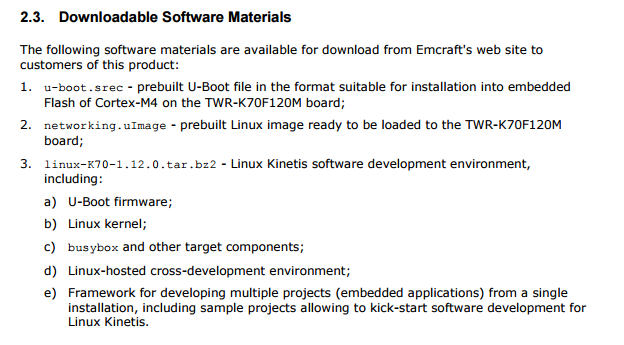 2.3. Downloadable Software Materials
The following software materials are available for download from Emcraft's web site to
customers of this product:
1. u-boot.srec - prebuilt U-Boot file in the format suitable for installation into embedded
Flash of Cortex-M4 on the TWR-K70F120M board;
2. networking.uImage - prebuilt Linux image ready to be loaded to the TWR-K70F120M
board;
3. linux-K70-1.12.0.tar.bz2 - Linux Kinetis software development environment,
including:
a) U-Boot firmware;
b) Linux kernel;
c) busybox and other target components;
d) Linux-hosted cross-development environment;
e) Framework for developing multiple projects (embedded applications) from a single
installation, including sample projects allowing to kick-start software development for
Linux Kinetis.